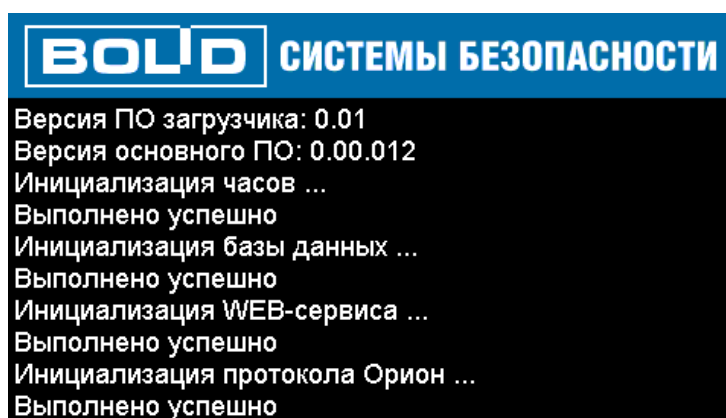 BOLID СИСТЕМЫ БЕЗОПАСНОСТИ
Версия ПО загрузчика: 0.01
Версия основного ПО: 0.00.012
Инициализация часов ...
Выполнено успешно
Инициализация базы данных ...
Выполнено успешно
Инициализация WEB-сервиса ...
Выполнено успешно
Инициализация протокола Орион ...
Выполнено успешно